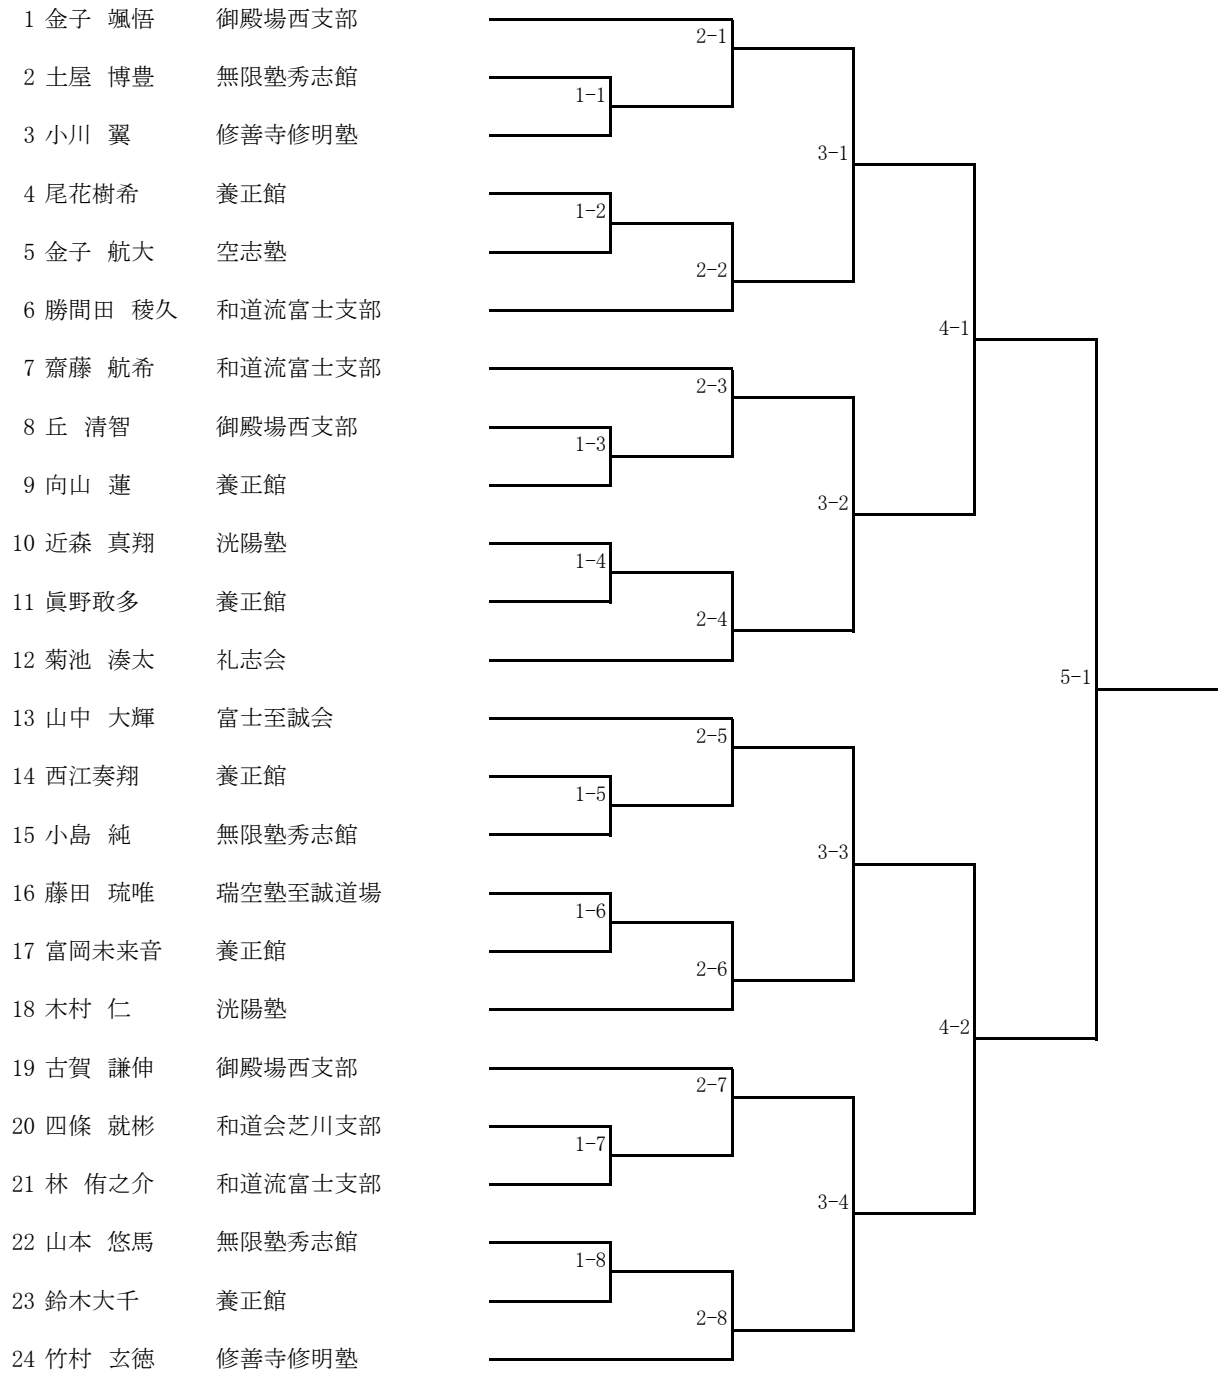 1 金子 颯悟 御殿場西支部
2-1
2 土屋 博豊 無限塾秀志館
1-1
3 小川 翼 修善寺修明塾
3-1
4 尾花樹希 養正館
1-2
5 金子 航大 空志塾
2-2
6 勝間田 稜久 和道流富士支部
4-1
7 齋藤 航希 和道流富士支部
2-3
8 丘 清智 御殿場西支部
1-3
9 向山 蓮 養正館
3-2
10 近森 真翔 洸陽塾
1-4
11 眞野敢多 養正館
2-4
12 菊池 湊太 礼志会
5-1
13 山中 大輝 富士至誠会
2-5
14 西江奏翔 養正館
1-5
15 小島 純 無限塾秀志館
3-3
16 藤田 琉唯 瑞空塾至誠道場
1-6
17 富岡未来音 養正館
2-6
18 木村 仁 洸陽塾
4-2
19 古賀 謙伸 御殿場西支部
2-7
20 四條 就彬 和道会芝川支部
1-7
21 林 侑之介 和道流富士支部
3-4
22 山本 悠馬 無限塾秀志館
1-8
23 鈴木大千 養正館
2-8
24 竹村 玄徳 修善寺修明塾